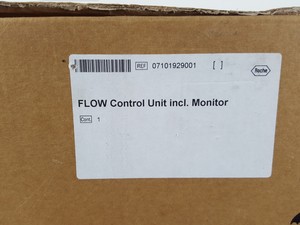 REF 07101929001 [ ]
Roche
FLOW Control Unit incl. Monitor
Cont. 1